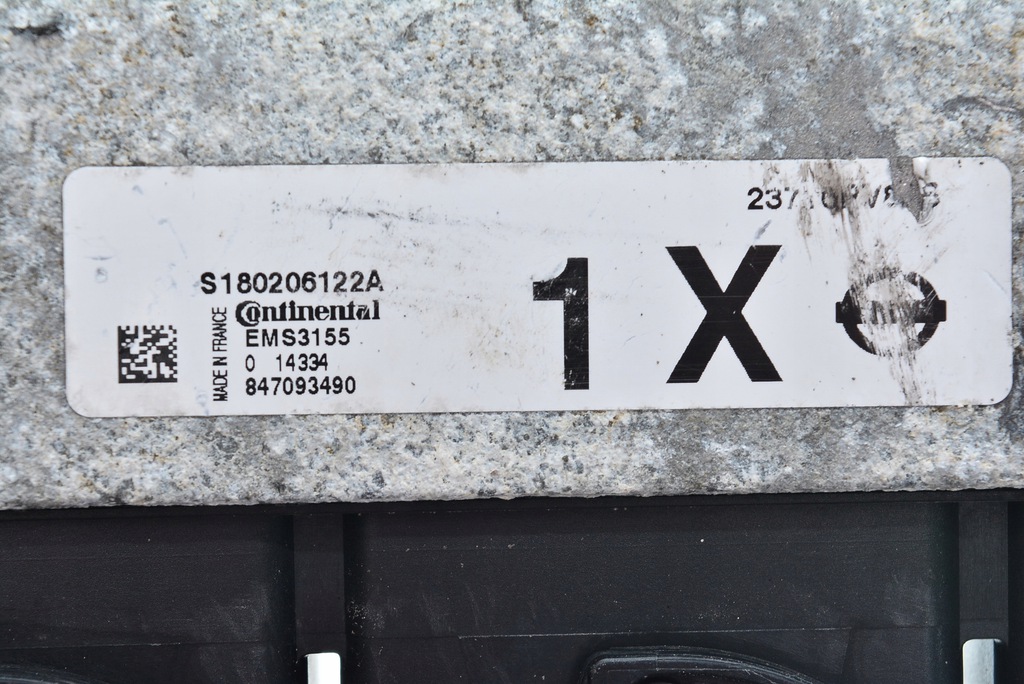 S180206122A
Continental
EMS3155
0 14334
847093490
MADE IN FRANCE
1X